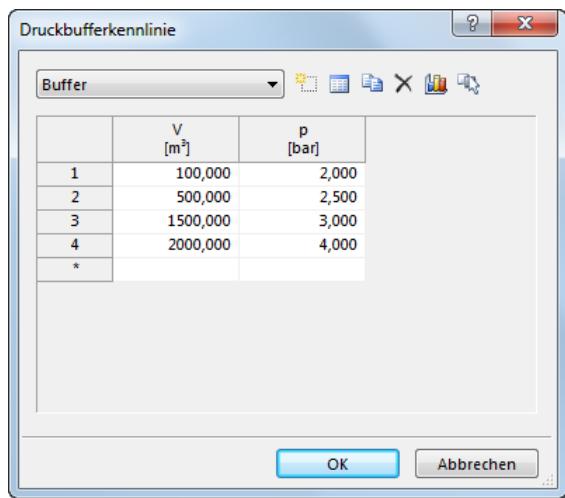 Druckbufferkennlinie
Buffer
V p
[m³] [bar]
1 100,000 2,000
2 500,000 2,500
3 1500,000 3,000
4 2000,000 4,000
*
OK Abbrechen